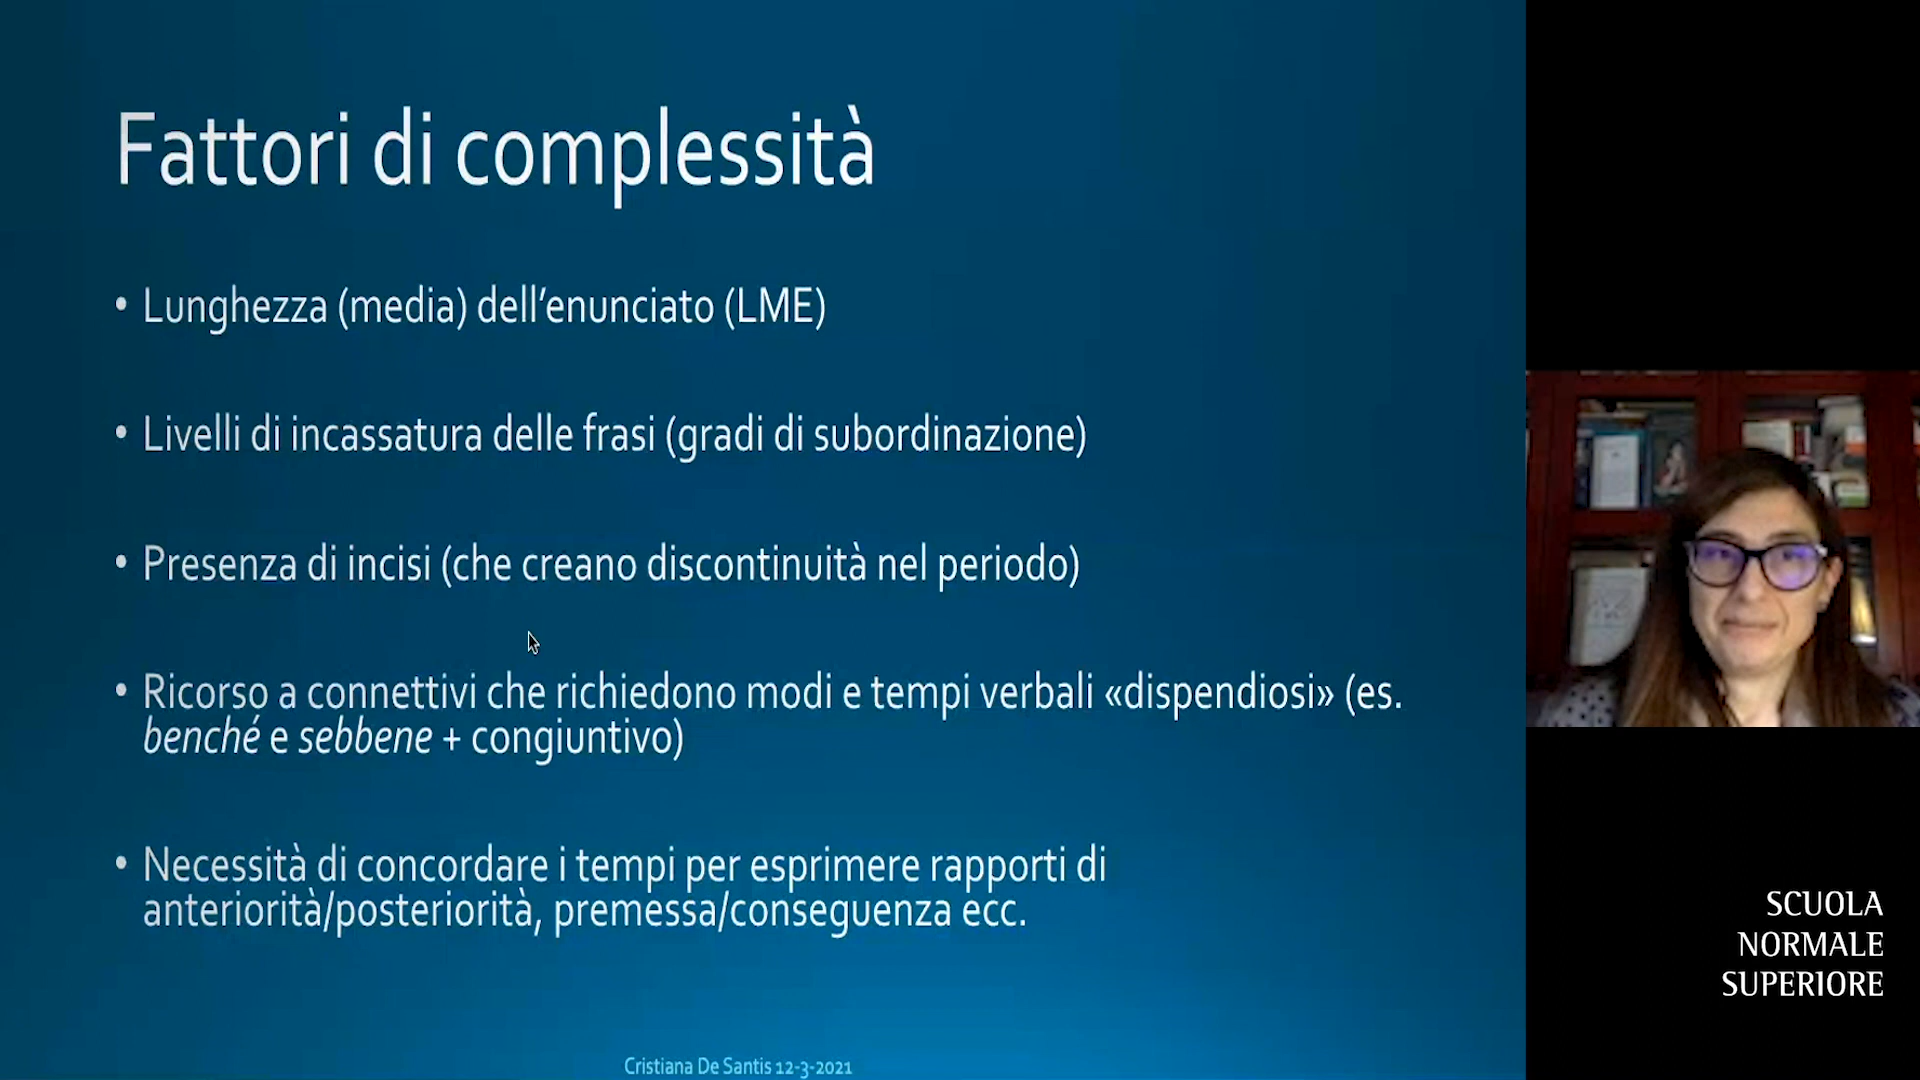 Fattori di complessità
• Lunghezza (media) dell’enunciato (LME)
• Livelli di incassatura delle frasi (gradi di subordinazione)
• Presenza di incisi (che creano discontinuità nel periodo)
• Ricorso a connettivi che richiedono modi e tempi verbali «dispendiosi» (es.
benché e sebbene + congiuntivo)
• Necessità di concordare i tempi per esprimere rapporti di
anteriorità/posteriorità, premessa/conseguenza ecc.
Cristiana De Santis 12-3-2021
SCUOLA
NORMALE
SUPERIORE